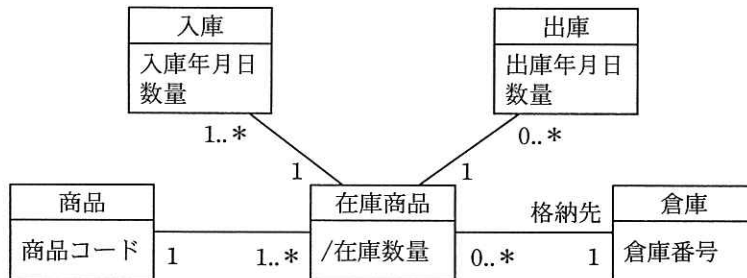 入庫
入庫年月日
数量
出庫
出庫年月日
数量
1..*
0..*
1
1
商品
商品コード
在庫商品
/在庫数量
倉庫
倉庫番号
格納先
1
1..*
0..*
1